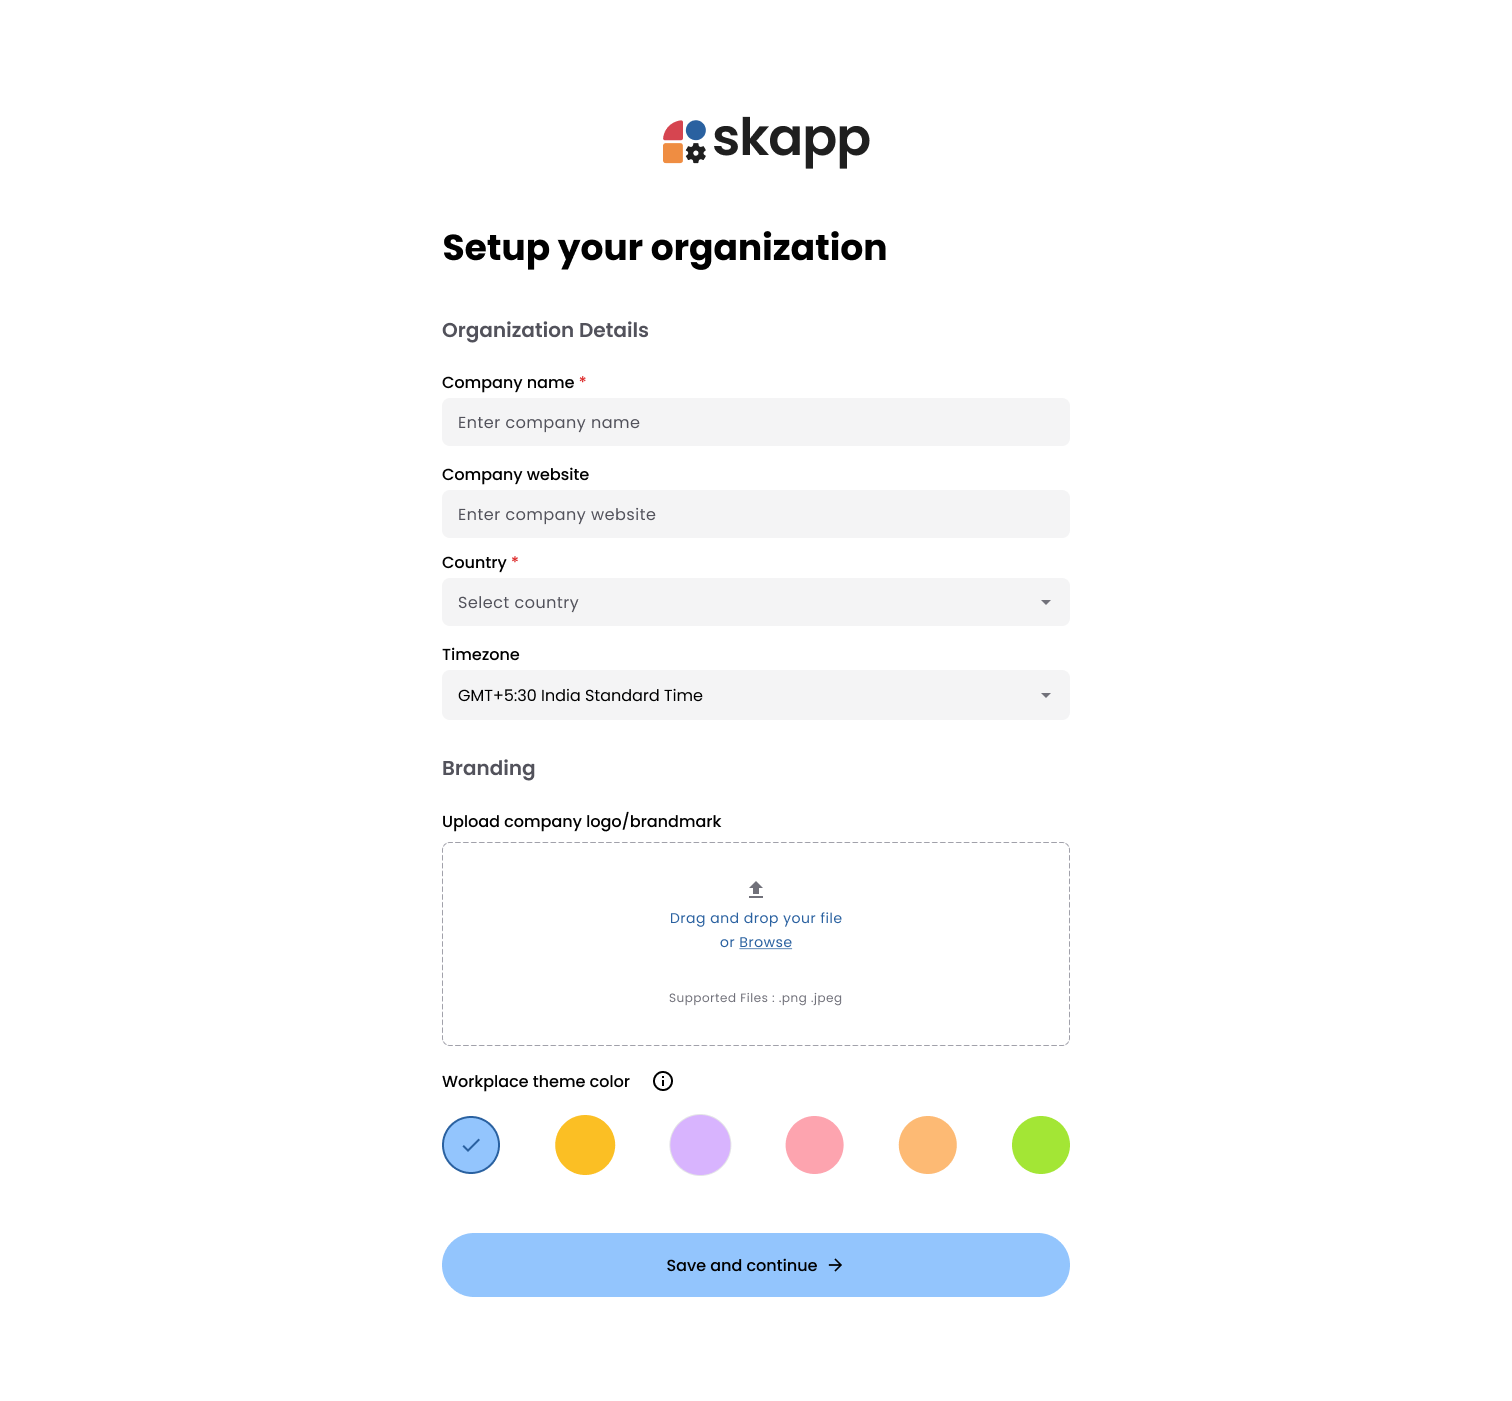 skapp
Setup your organization
Organization Details
Company name *
Enter company name
Company website
Enter company website
Country *
Select country
Timezone
GMT+5:30 India Standard Time
Branding
Upload company logo/brandmark
Drag and drop your file
or Browse
Supported Files : .png .jpeg
Workplace theme color
Save and continue →